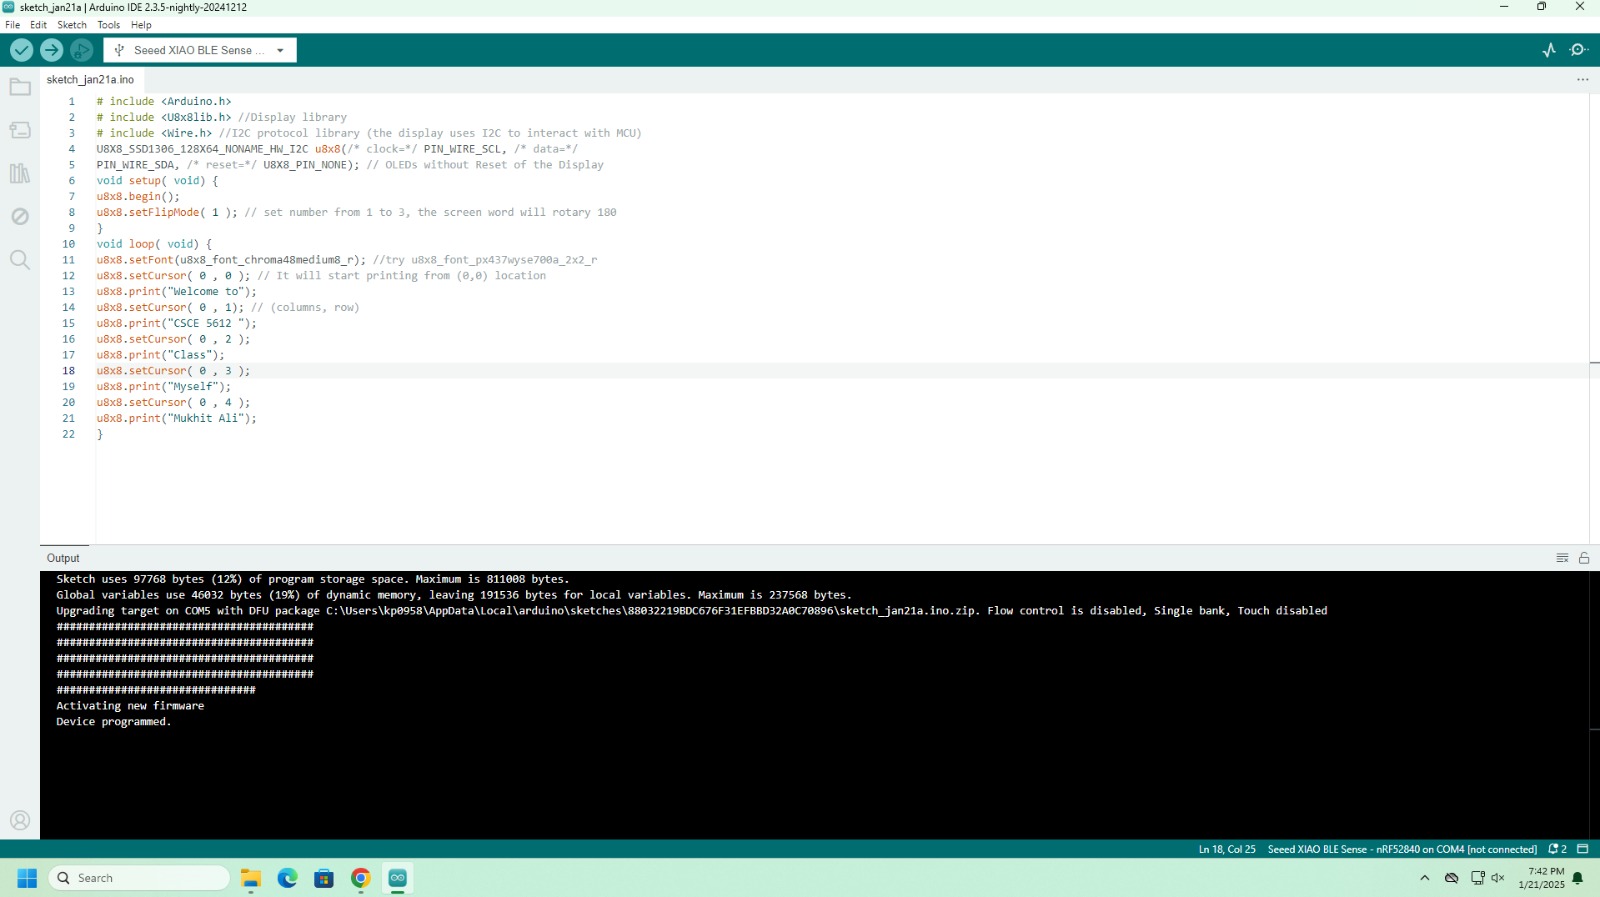 sketch_jan21a | Arduino IDE 2.3.5-nightly-20241212
File Edit Sketch Tools Help
Seeed XIAO BLE Sense ...
sketch_jan21a.ino
1 # include <Arduino.h>
2 # include <U8x8lib.h> //Display library
3 # include <Wire.h> //I2C protocol library (the display uses I2C to interact with MCU)
4 U8X8_SSD1306_128X64_NONAME_HW_I2C u8x8(/* clock=*/ PIN_WIRE_SCL, /* data=*/
5 PIN_WIRE_SDA, /* reset=*/ U8X8_PIN_NONE); // OLEDs without Reset of the Display
6 void setup( void) {
7 u8x8.begin();
8 u8x8.setFlipMode( 1 ); // set number from 1 to 3, the screen word will rotary 180
9 }
10 void loop( void) {
11 u8x8.setFont(u8x8_font_chroma48medium8_r); //try u8x8_font_px437wyse700a_2x2_r
12 u8x8.setCursor( 0 , 0 ); // It will start printing from (0,0) location
13 u8x8.print("Welcome to");
14 u8x8.setCursor( 0 , 1); // (columns, row)
15 u8x8.print("CSCE 5612 ");
16 u8x8.setCursor( 0 , 2 );
17 u8x8.print("Class");
18 u8x8.setCursor( 0 , 3 );
19 u8x8.print("Myself");
20 u8x8.setCursor( 0 , 4 );
21 u8x8.print("Mukhit Ali");
22 }
Output
Sketch uses 97768 bytes (12%) of program storage space. Maximum is 811008 bytes.
Global variables use 46032 bytes (19%) of dynamic memory, leaving 191536 bytes for local variables. Maximum is 237568 bytes.
Upgrading target on COM5 with DFU package C:\Users\kp0958\AppData\Local\arduino\sketches\88032219BDC676F31EFBBD32A0C70896\sketch_jan21a.ino.zip. Flow control is disabled, Single bank, Touch disabled
########################################
########################################
########################################
########################################
###############################
Activating new firmware
Device programmed.
Ln 18, Col 25 Seeed XIAO BLE Sense - nRF52840 on COM4 [not connected] 2
Search
7:42 PM
1/21/2025